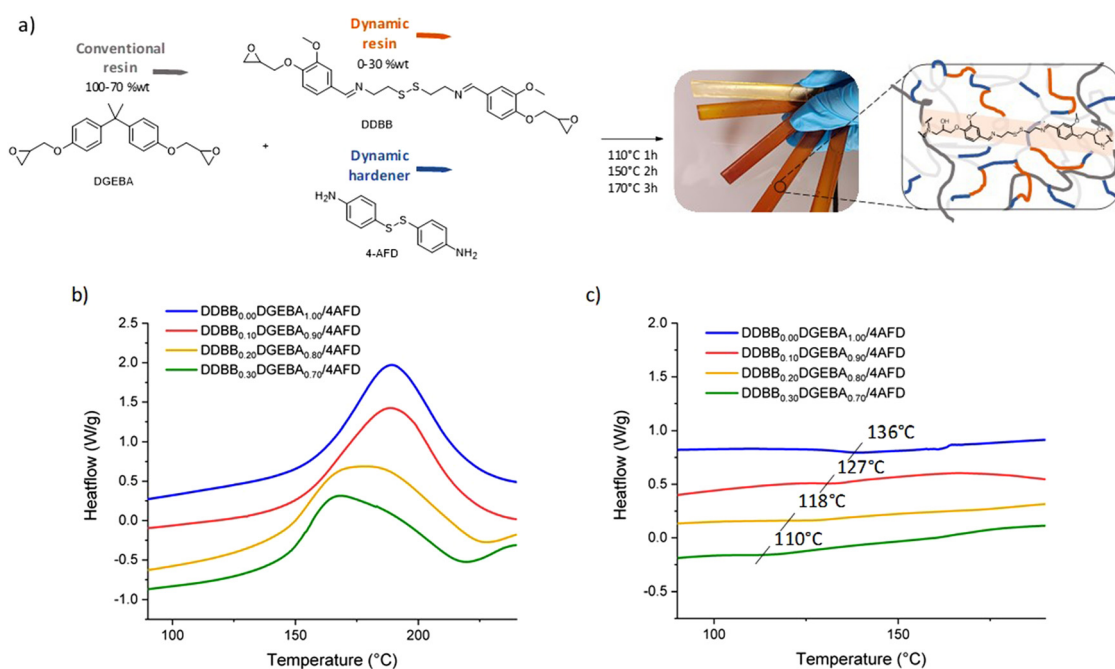 a)
Conventional
resin
100-70 %wt
DGEBA
+
Dynamic
resin
0-30 %wt
DDBB
Dynamic
hardener
4-AFD
110°C 1h
150°C 2h
170°C 3h
b)
DDBB0.00DGEBA1.00/4AFD
DDBB0.10DGEBA0.90/4AFD
DDBB0.20DGEBA0.80/4AFD
DDBB0.30DGEBA0.70/4AFD
Heatflow (W/g)
2.5
2.0
1.5
1.0
0.5
0.0
-0.5
-1.0
100
150
200
Temperature (°C)
c)
DDBB0.00DGEBA1.00/4AFD
DDBB0.10DGEBA0.90/4AFD
DDBB0.20DGEBA0.80/4AFD
DDBB0.30DGEBA0.70/4AFD
136°C
127°C
118°C
110°C
Heatflow (W/g)
2.0
1.5
1.0
0.5
0.0
-0.5
100
150
Temperature (°C)